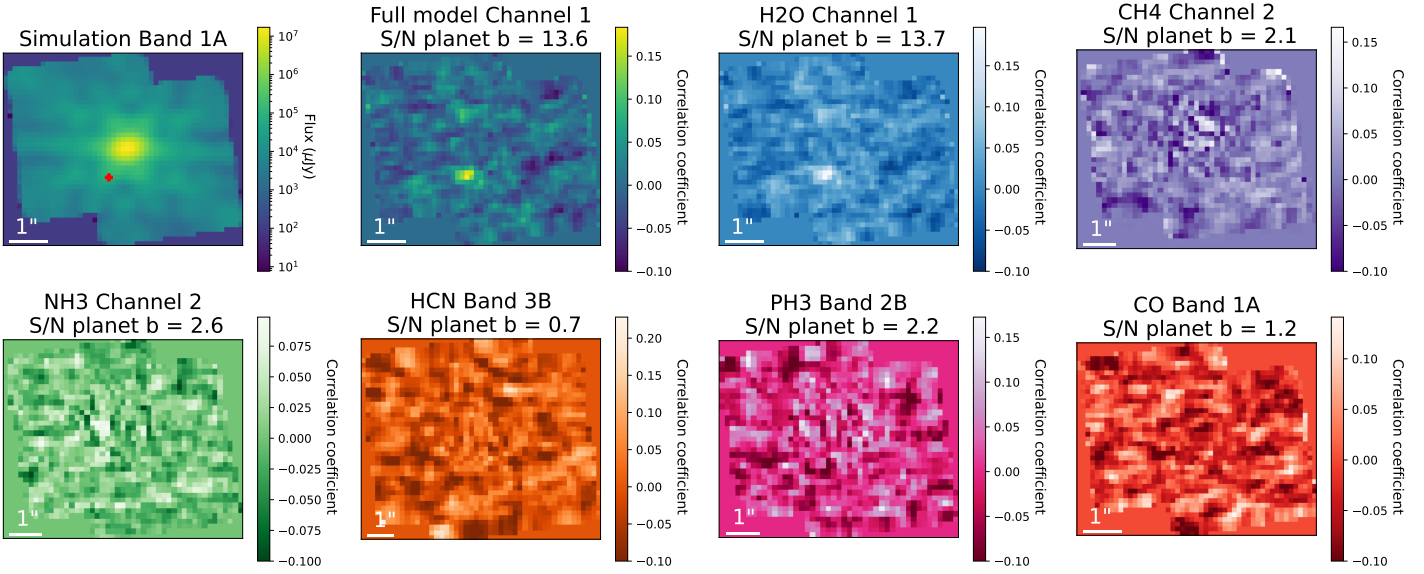 Simulation Band 1A
1"
10⁷
10⁶
10⁵
10⁴
10³
10²
10¹
Flux (μJy)
Full model Channel 1
S/N planet b = 13.6
1"
0.15
0.10
0.05
0.00
−0.05
−0.10
Correlation coefficient
H2O Channel 1
S/N planet b = 13.7
1"
0.15
0.10
0.05
0.00
−0.05
−0.10
Correlation coefficient
CH4 Channel 2
S/N planet b = 2.1
1"
0.15
0.10
0.05
0.00
−0.05
−0.10
Correlation coefficient
NH3 Channel 2
S/N planet b = 2.6
1"
0.075
0.050
0.025
0.000
−0.025
−0.050
−0.075
−0.100
Correlation coefficient
HCN Band 3B
S/N planet b = 0.7
1"
0.20
0.15
0.10
0.05
0.00
−0.05
−0.10
Correlation coefficient
PH3 Band 2B
S/N planet b = 2.2
1"
0.15
0.10
0.05
0.00
−0.05
−0.10
Correlation coefficient
CO Band 1A
S/N planet b = 1.2
1"
0.10
0.05
0.00
−0.05
−0.10
Correlation coefficient